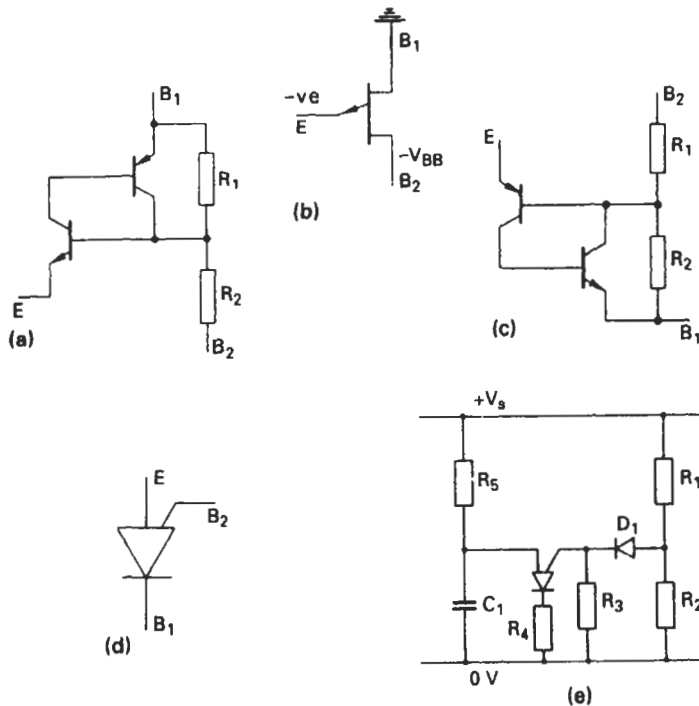 B₁
R₁
R₂
E
B₂
(a)
B₁
-ve
E
-V_BB
B₂
(b)
B₂
E
R₁
R₂
B₁
(c)
E
B₂
B₁
(d)
+Vₛ
R₅
R₁
D₁
C₁
R₄
R₃
R₂
0 V
(e)